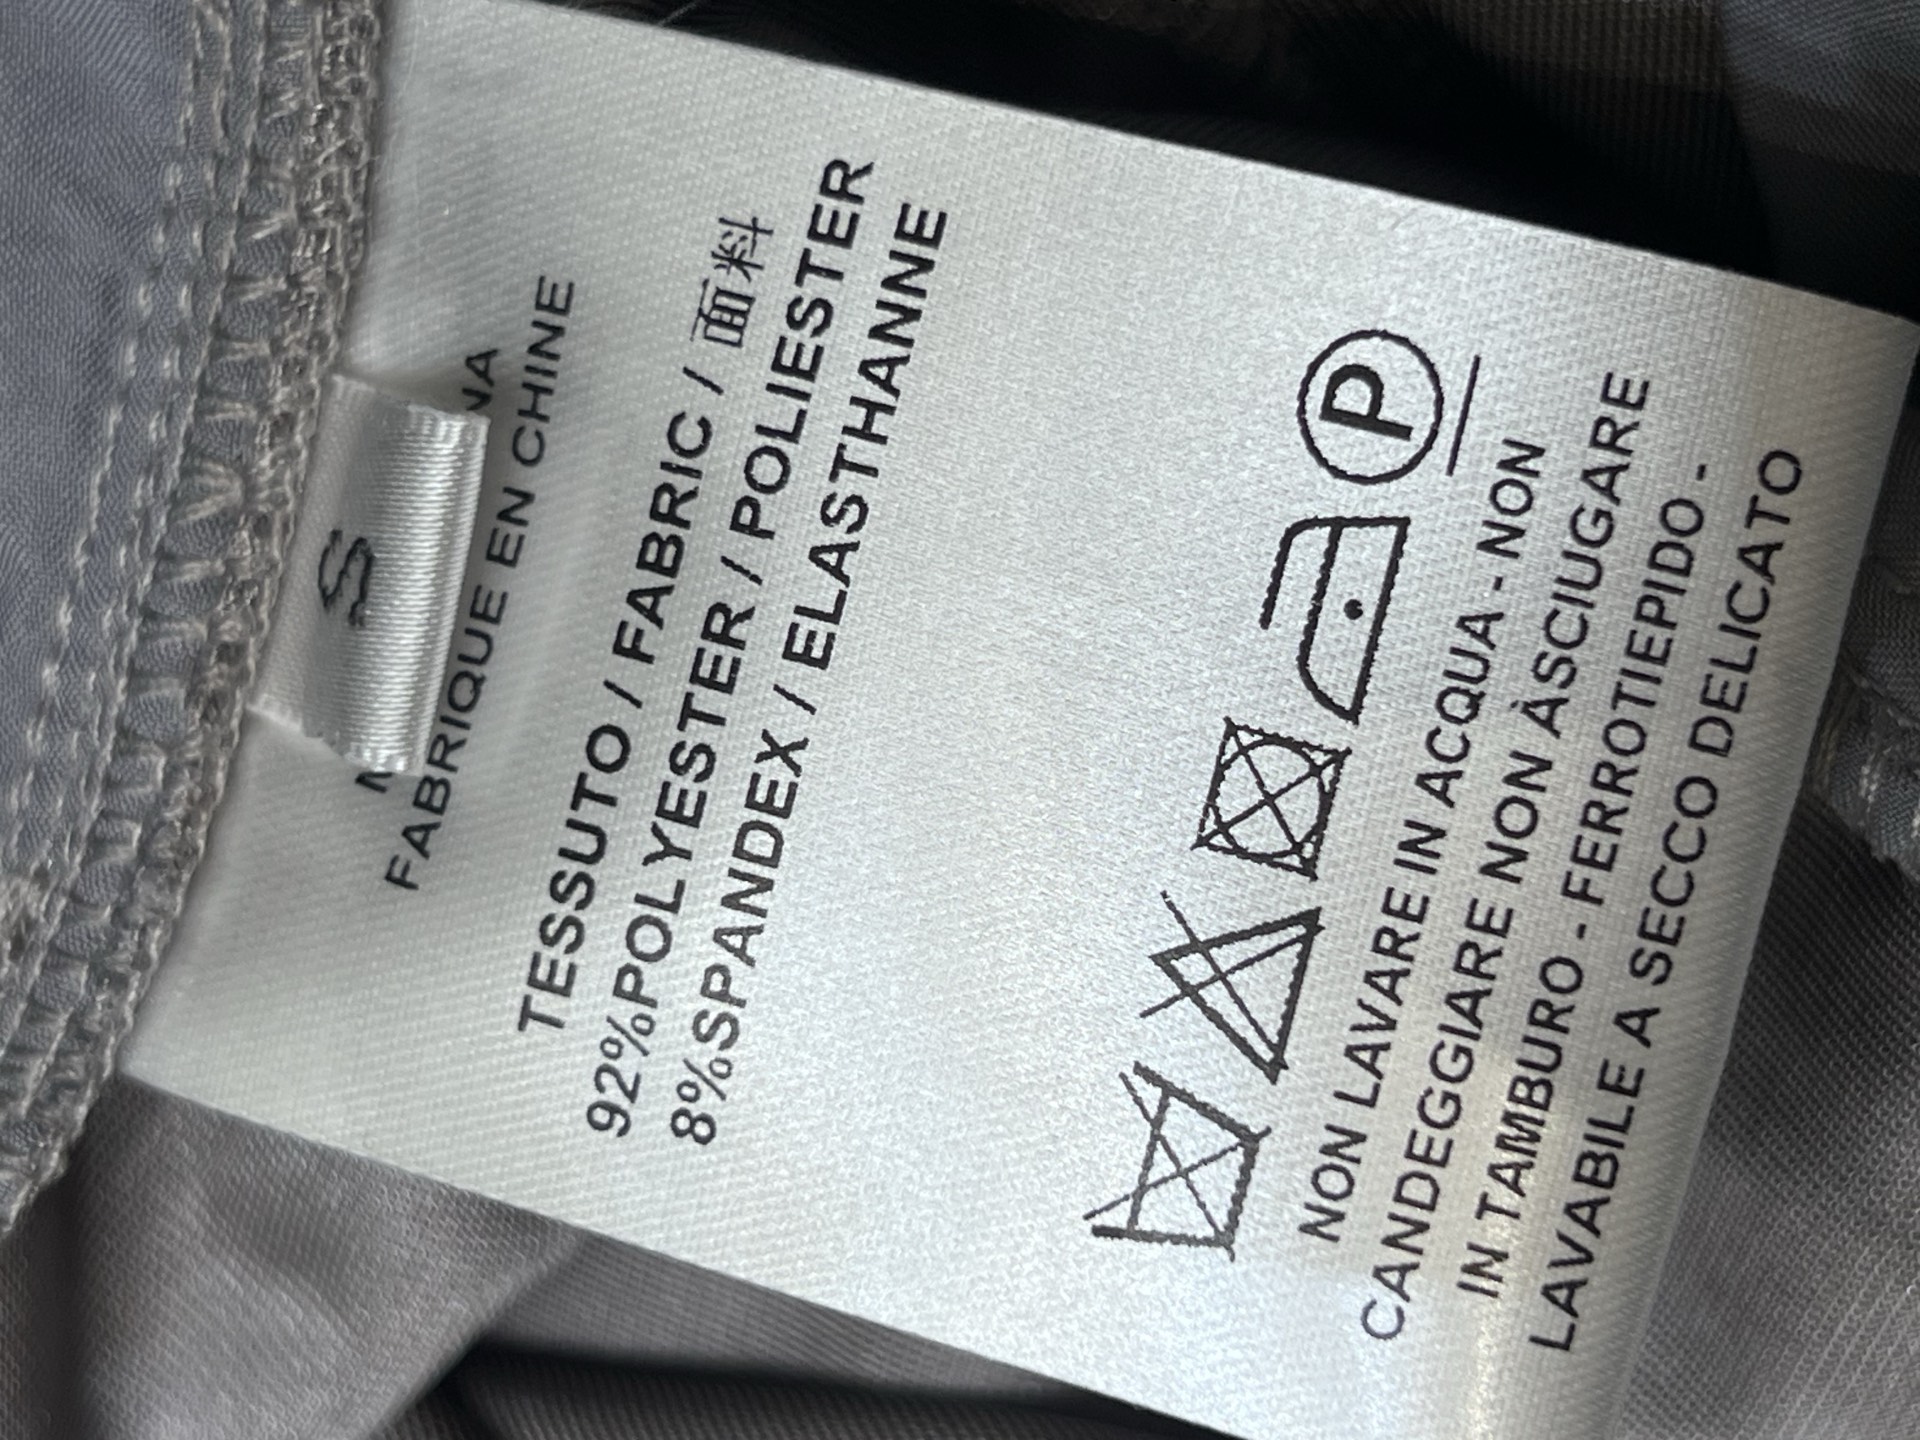 S
FABRIQUE EN CHINE
TESSUTO / FABRIC / 面料
92%POLYESTER / POLIESTER
8%SPANDEX / ELASTHANNE
P
NON LAVARE IN ACQUA - NON
CANDEGGIARE NON ÀSCIUGARE
IN TAMBURO - FERROTIEPIDO -
LAVABILE A SECCO DELICATO